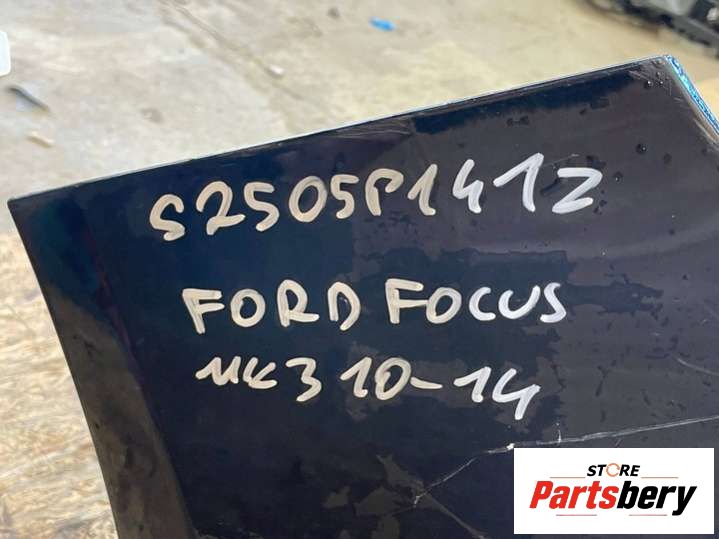 S2505P1412
FORD FOCUS
MK3 10-14
STORE
Partsbery